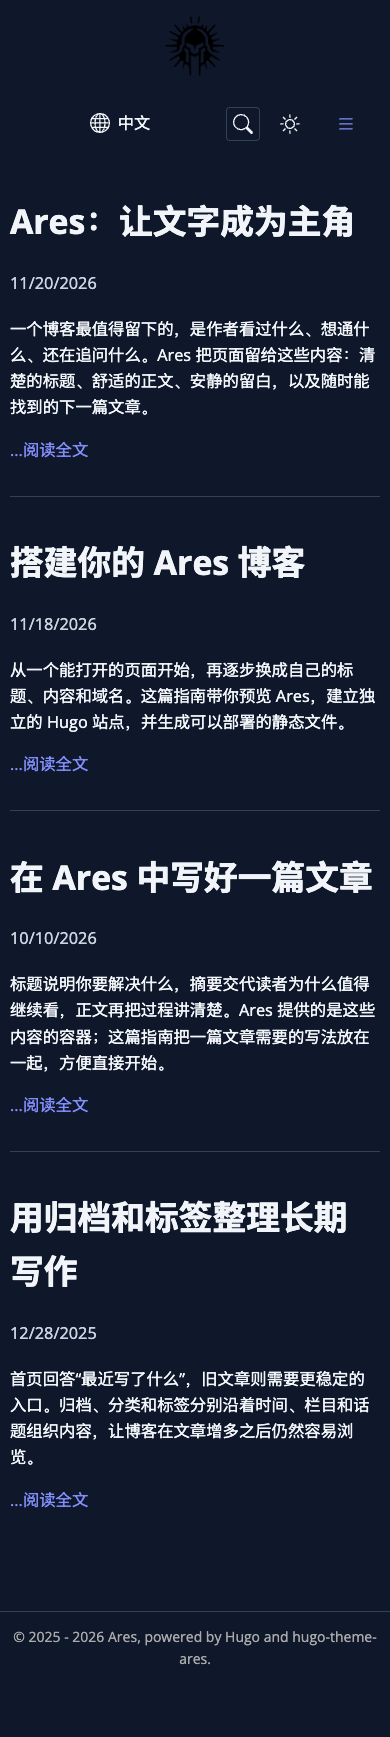 中文
Ares：让文字成为主角
11/20/2026
一个博客最值得留下的，是作者看过什么、想通什
么、还在追问什么。Ares 把页面留给这些内容：清
楚的标题、舒适的正文、安静的留白，以及随时能
找到的下一篇文章。
...阅读全文
搭建你的 Ares 博客
11/18/2026
从一个能打开的页面开始，再逐步换成自己的标
题、内容和域名。这篇指南带你预览 Ares，建立独
立的 Hugo 站点，并生成可以部署的静态文件。
...阅读全文
在 Ares 中写好一篇文章
10/10/2026
标题说明你要解决什么，摘要交代读者为什么值得
继续看，正文再把过程讲清楚。Ares 提供的是这些
内容的容器；这篇指南把一篇文章需要的写法放在
一起，方便直接开始。
...阅读全文
用归档和标签整理长期
写作
12/28/2025
首页回答“最近写了什么”，旧文章则需要更稳定的
入口。归档、分类和标签分别沿着时间、栏目和话
题组织内容，让博客在文章增多之后仍然容易浏
览。
...阅读全文
© 2025 - 2026 Ares, powered by Hugo and hugo-theme-
ares.